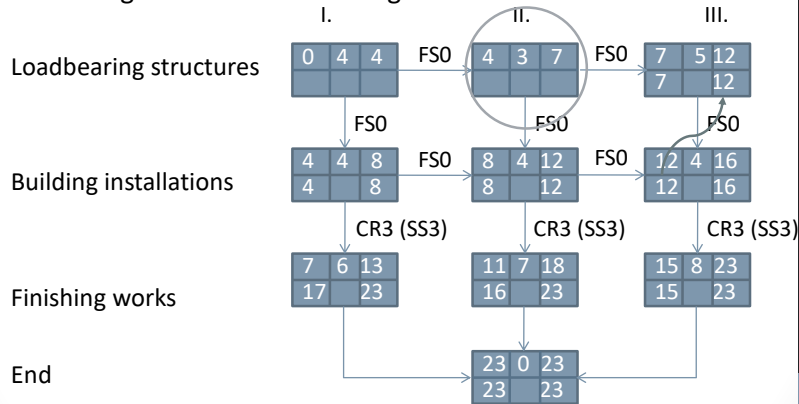 I. II. III.
0 4 4 FS0 4 3 7 FS0 7 5 12
Loadbearing structures
7 12
FS0 FS0 FS0
4 4 8 FS0 8 4 12 FS0 12 4 16
Building installations
4 8 8 12 12 16
CR3 (SS3) CR3 (SS3) CR3 (SS3)
7 6 13 11 7 18 15 8 23
Finishing works
17 23 16 23 15 23
23 0 23
End
23 23